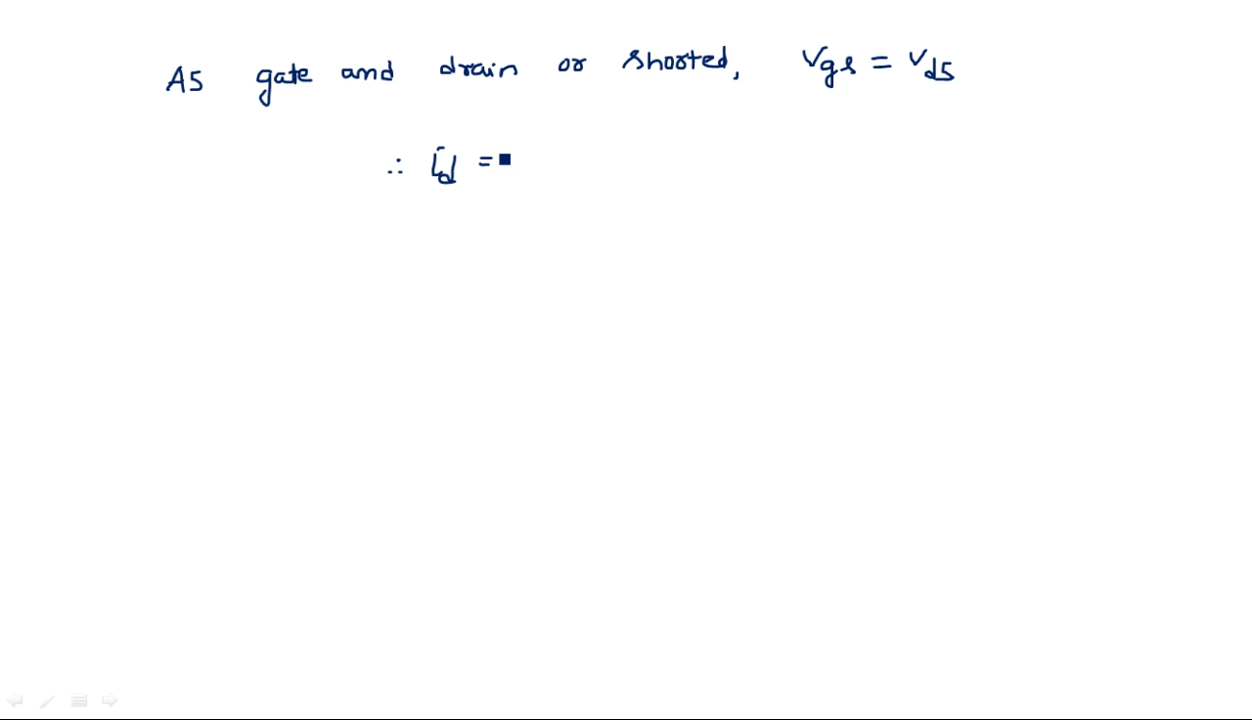 As gate and drain or shorted, Vgs = Vds
∴ Id =